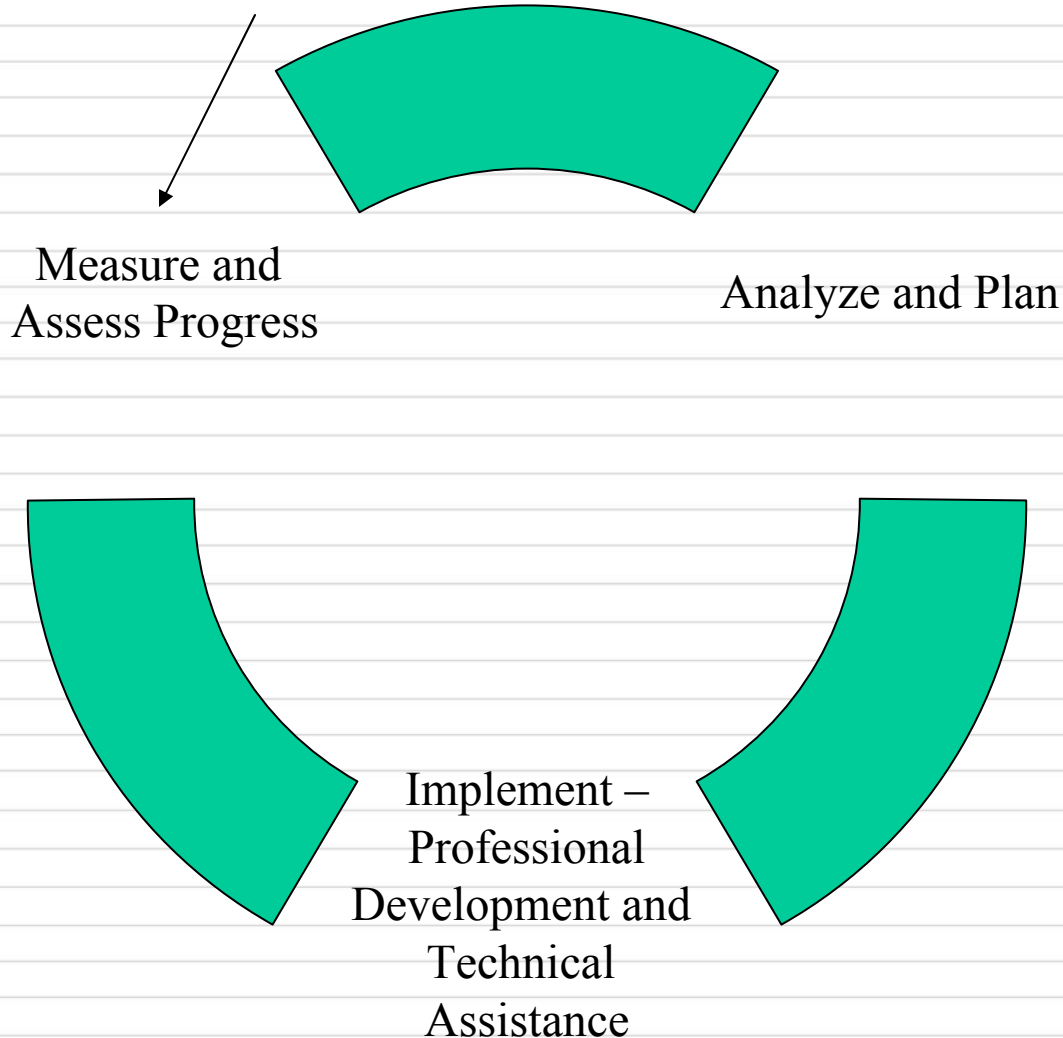 Measure and
Assess Progress
Analyze and Plan
Implement –
Professional
Development and
Technical
Assistance